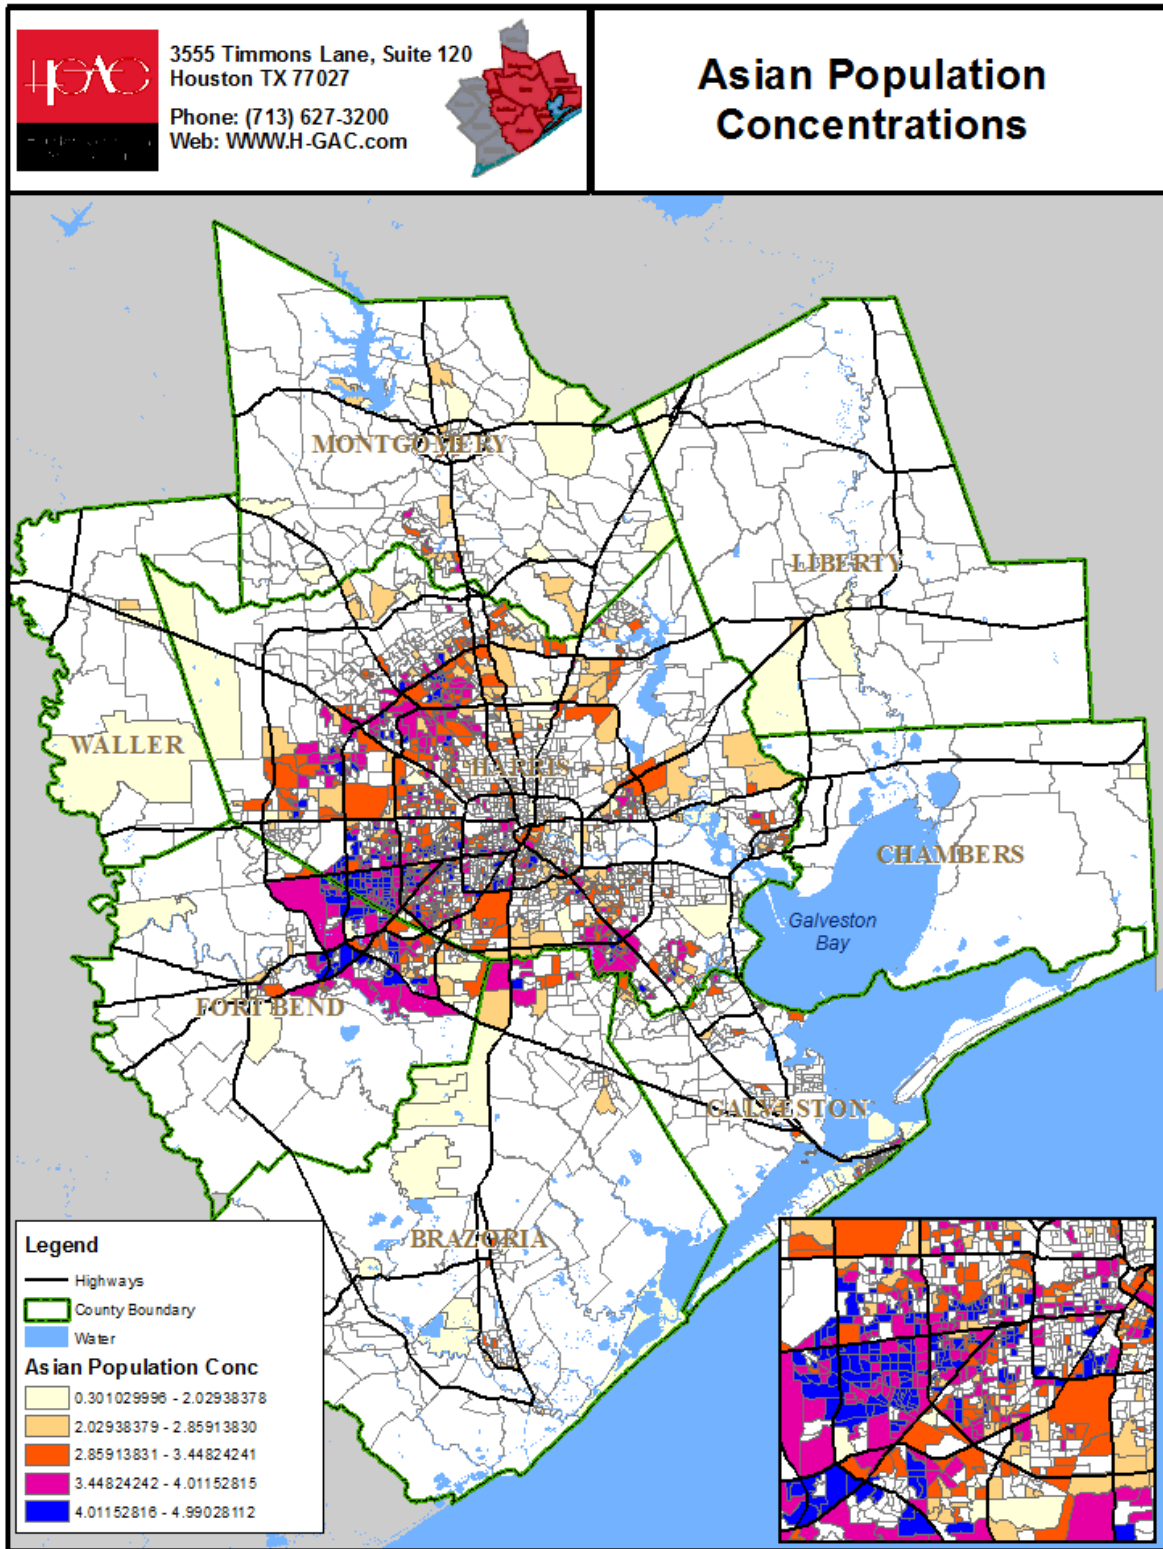 H-GAC
3555 Timmons Lane, Suite 120
Houston TX 77027
Phone: (713) 627-3200
Web: WWW.H-GAC.com
Asian Population
Concentrations
MONTGOMERY
LIBERTY
WALLER
HARRIS
CHAMBERS
Galveston
Bay
FORT BEND
GALVESTON
BRAZORIA
Legend
Highways
County Boundary
Water
Asian Population Conc
0.301029996 - 2.02938378
2.02938379 - 2.85913830
2.85913831 - 3.44824241
3.44824242 - 4.01152815
4.01152816 - 4.99028112